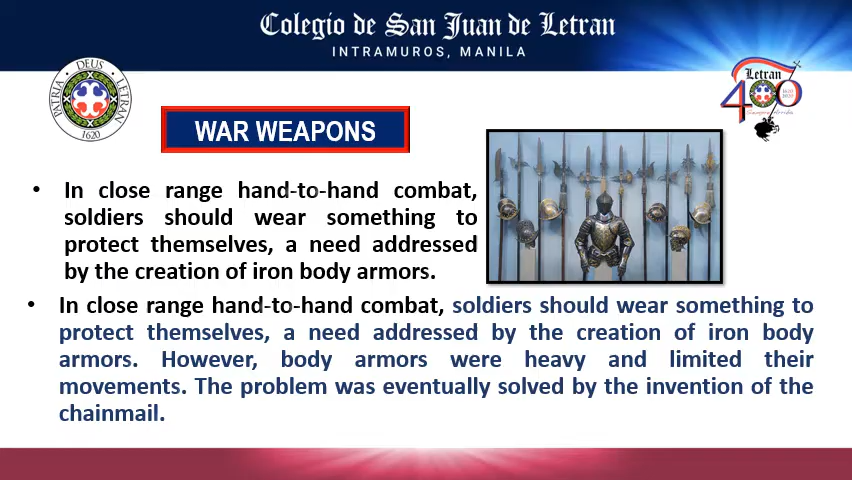 Colegio de San Juan de Letran
INTRAMUROS, MANILA
DEUS
PATRIA
LETRAN
1620
Letran
400
WAR WEAPONS
• In close range hand-to-hand combat,
soldiers should wear something to
protect themselves, a need addressed
by the creation of iron body armors.
• In close range hand-to-hand combat, soldiers should wear something to
protect themselves, a need addressed by the creation of iron body
armors. However, body armors were heavy and limited their
movements. The problem was eventually solved by the invention of the
chainmail.